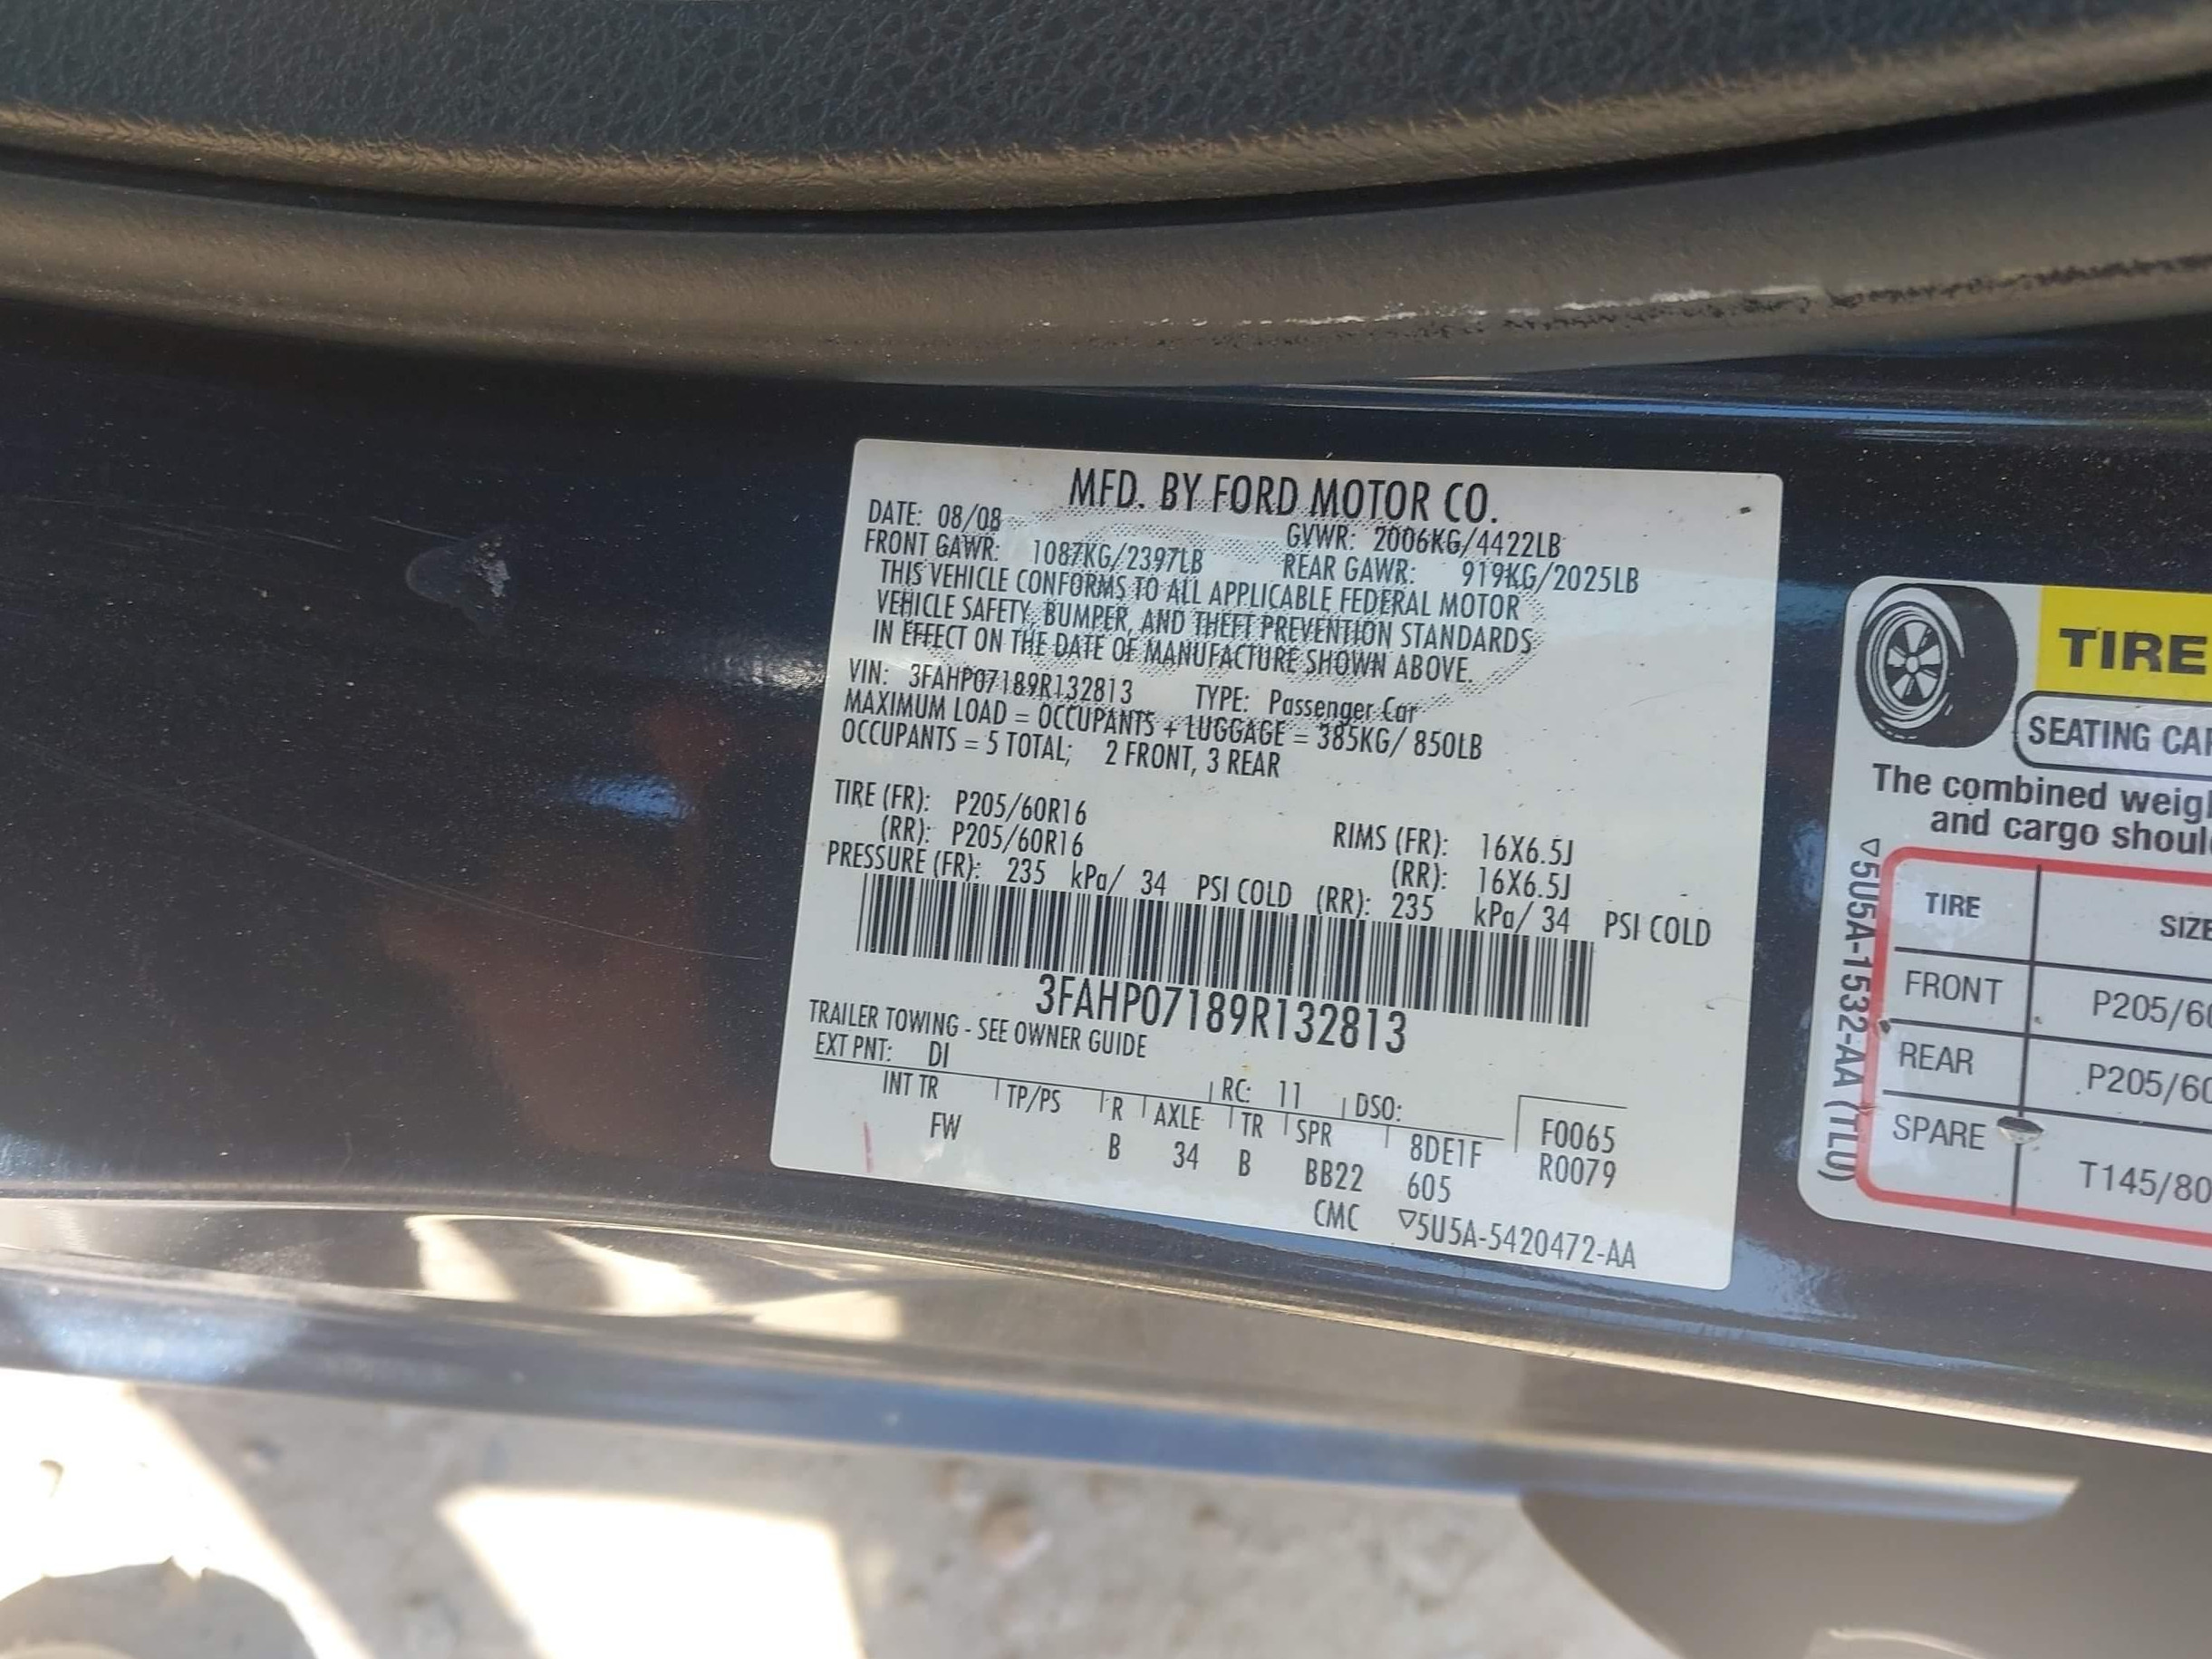 MFD. BY FORD MOTOR CO.
DATE: 08/08 GVWR: 2006KG/4422LB
FRONT GAWR: 1087KG/2397LB REAR GAWR: 919KG/2025LB
THIS VEHICLE CONFORMS TO ALL APPLICABLE FEDERAL MOTOR
VEHICLE SAFETY, BUMPER, AND THEFT PREVENTION STANDARDS
IN EFFECT ON THE DATE OF MANUFACTURE SHOWN ABOVE.
VIN: 3FAHP07189R132813 TYPE: Passenger Car
MAXIMUM LOAD = OCCUPANTS + LUGGAGE = 385KG/ 850LB
OCCUPANTS = 5 TOTAL; 2 FRONT, 3 REAR
TIRE (FR): P205/60R16 RIMS (FR): 16X6.5J
(RR): P205/60R16 (RR): 16X6.5J
PRESSURE (FR): 235 kPa/ 34 PSI COLD (RR): 235 kPa/ 34 PSI COLD
3FAHP07189R132813
TRAILER TOWING - SEE OWNER GUIDE
EXT PNT: DI RC: 11 DSO: F0065
INT TR TP/PS R AXLE TR SPR 8DE1F R0079
FW B 34 B BB22 605
CMC ▽5U5A-5420472-AA
TIRE
SEATING CAP
The combined weigh
and cargo shoul
TIRE SIZE
FRONT P205/60
REAR P205/60
SPARE T145/80
▽5U5A-1532-AA (TLU)